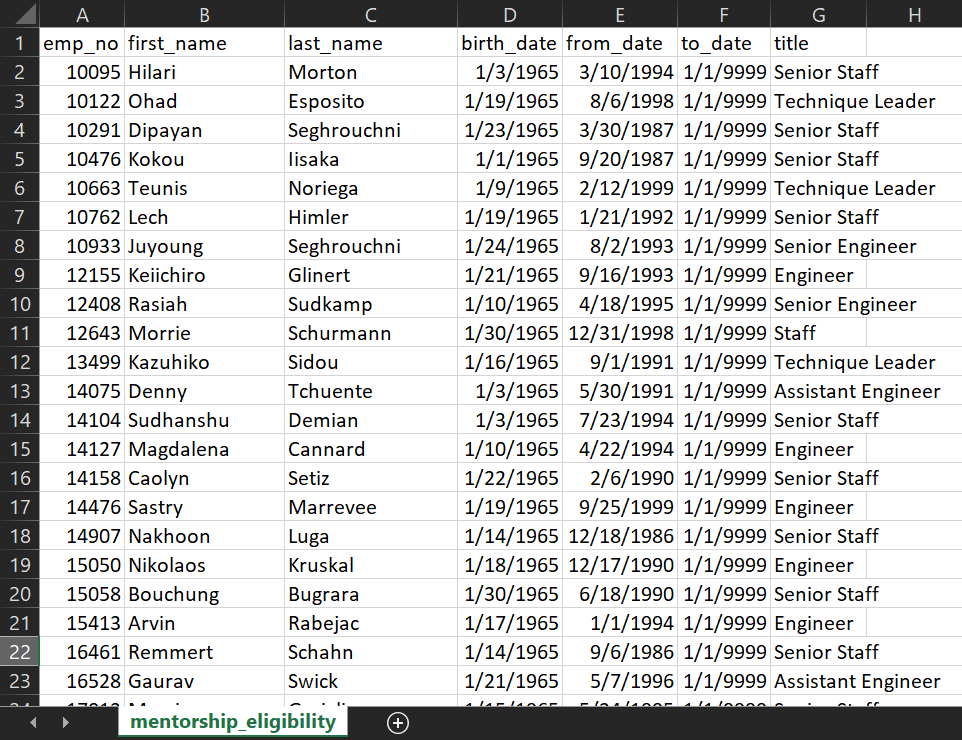 A B C D E F G H
1 emp_no first_name last_name birth_date from_date to_date title
2 10095 Hilari Morton 1/3/1965 3/10/1994 1/1/9999 Senior Staff
3 10122 Ohad Esposito 1/19/1965 8/6/1998 1/1/9999 Technique Leader
4 10291 Dipayan Seghrouchni 1/23/1965 3/30/1987 1/1/9999 Senior Staff
5 10476 Kokou Iisaka 1/1/1965 9/20/1987 1/1/9999 Senior Staff
6 10663 Teunis Noriega 1/9/1965 2/12/1999 1/1/9999 Technique Leader
7 10762 Lech Himler 1/19/1965 1/21/1992 1/1/9999 Senior Staff
8 10933 Juyoung Seghrouchni 1/24/1965 8/2/1993 1/1/9999 Senior Engineer
9 12155 Keiichiro Glinert 1/21/1965 9/16/1993 1/1/9999 Engineer
10 12408 Rasiah Sudkamp 1/10/1965 4/18/1995 1/1/9999 Senior Engineer
11 12643 Morrie Schurmann 1/30/1965 12/31/1998 1/1/9999 Staff
12 13499 Kazuhiko Sidou 1/16/1965 9/1/1991 1/1/9999 Technique Leader
13 14075 Denny Tchuente 1/3/1965 5/30/1991 1/1/9999 Assistant Engineer
14 14104 Sudhanshu Demian 1/3/1965 7/23/1994 1/1/9999 Senior Staff
15 14127 Magdalena Cannard 1/10/1965 4/22/1994 1/1/9999 Engineer
16 14158 Caolyn Setiz 1/22/1965 2/6/1990 1/1/9999 Senior Staff
17 14476 Sastry Marrevee 1/19/1965 9/25/1999 1/1/9999 Engineer
18 14907 Nakhoon Luga 1/14/1965 12/18/1986 1/1/9999 Senior Staff
19 15050 Nikolaos Kruskal 1/18/1965 12/17/1990 1/1/9999 Engineer
20 15058 Bouchung Bugrara 1/30/1965 6/18/1990 1/1/9999 Senior Staff
21 15413 Arvin Rabejac 1/17/1965 1/1/1994 1/1/9999 Engineer
22 16461 Remmert Schahn 1/14/1965 9/6/1986 1/1/9999 Senior Staff
23 16528 Gaurav Swick 1/21/1965 5/7/1996 1/1/9999 Assistant Engineer
mentorship_eligibility